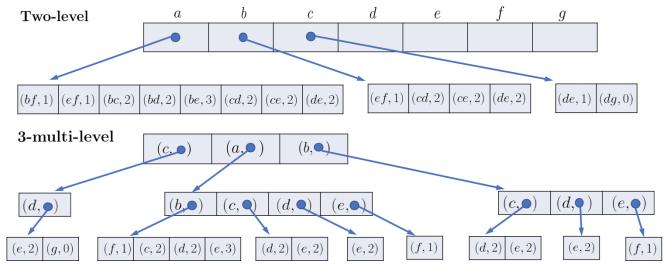 Two-level
a b c d e f g
(bf, 1) (ef, 1) (bc, 2) (bd, 2) (be, 3) (cd, 2) (ce, 2) (de, 2) (ef, 1) (cd, 2) (ce, 2) (de, 2) (de, 1) (dg, 0)
3-multi-level
(c, ) (a, ) (b, )
(d, ) (b, ) (c, ) (d, ) (e, ) (c, ) (d, ) (e, )
(e, 2) (g, 0) (f, 1) (c, 2) (d, 2) (e, 3) (d, 2) (e, 2) (e, 2) (f, 1) (d, 2) (e, 2) (e, 2) (f, 1)